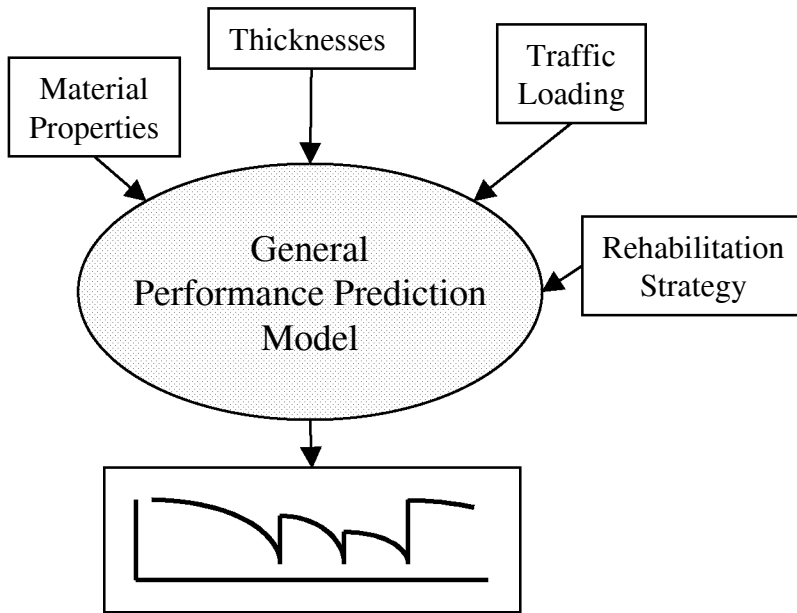 Thicknesses
Traffic
Loading
Material
Properties
General
Performance Prediction
Model
Rehabilitation
Strategy